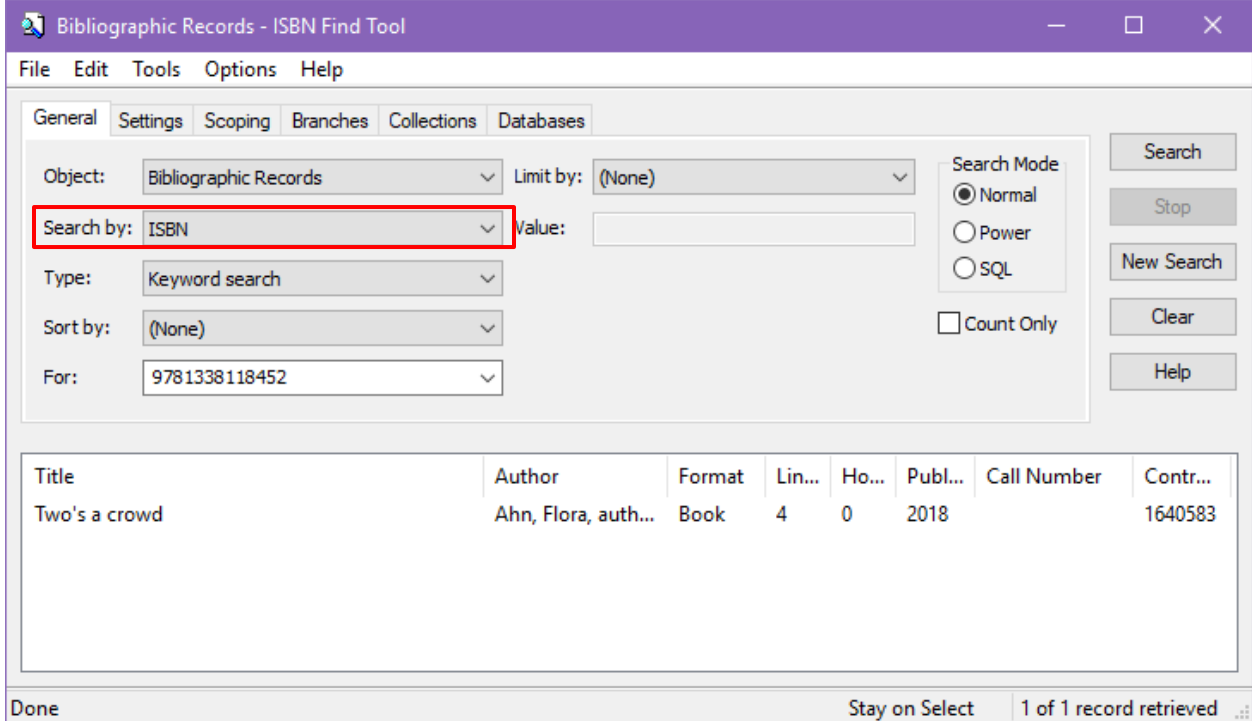 Bibliographic Records - ISBN Find Tool
File Edit Tools Options Help
General Settings Scoping Branches Collections Databases
Object: Bibliographic Records Limit by: (None) Search Mode Search
Normal
Search by: ISBN Value: Power Stop
Type: Keyword search SQL New Search
Sort by: (None) Count Only Clear
For: 9781338118452 Help
Title Author Format Lin... Ho... Publ... Call Number Contr...
Two's a crowd Ahn, Flora, auth... Book 4 0 2018 1640583
Done Stay on Select 1 of 1 record retrieved